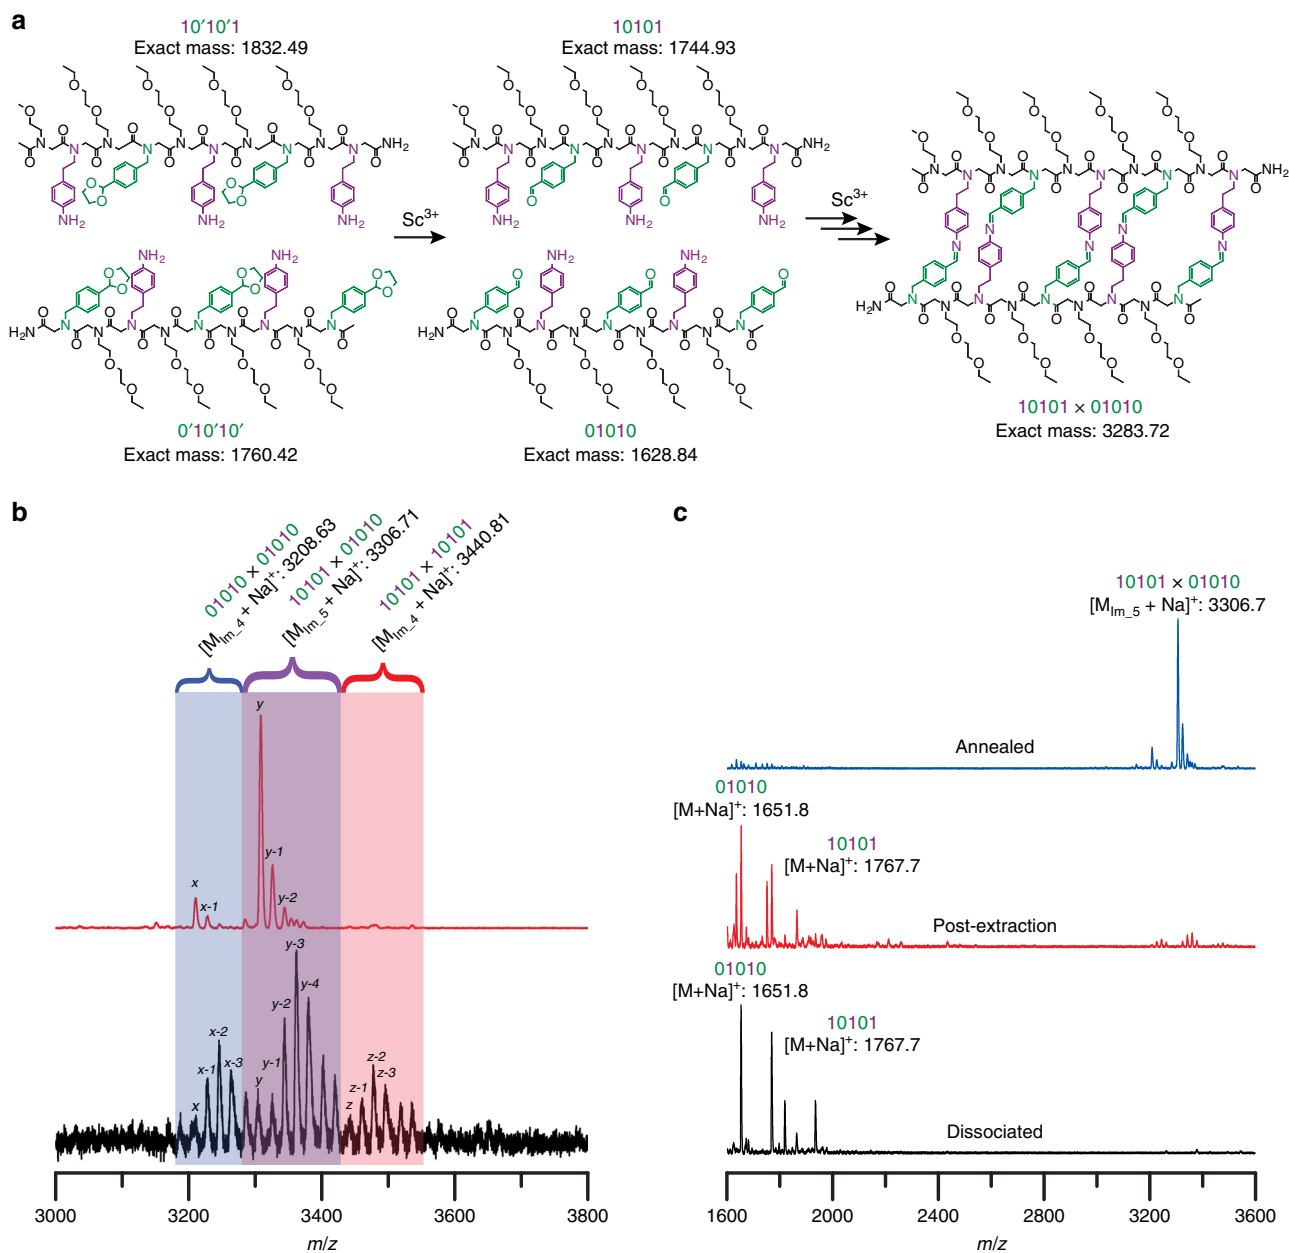 a
10′10′1
Exact mass: 1832.49
10101
Exact mass: 1744.93
Sc3+
Sc3+
0′10′10′
Exact mass: 1760.42
01010
Exact mass: 1628.84
10101 × 01010
Exact mass: 3283.72
b
01010 × 01010
[MIm_4 + Na]+: 3208.63
10101 × 01010
[MIm_5 + Na]+: 3306.71
10101 × 10101
[MIm_4 + Na]+: 3440.81
y
y-1
y-2
x
x-1
y-3
y-4
y-2
y-1
y
x-2
x-1
x-3
x
z-2
z-1
z-3
z
3000 3200 3400 3600 3800
m/z
c
10101 × 01010
[MIm_5 + Na]+: 3306.7
Annealed
01010
[M+Na]+: 1651.8
10101
[M+Na]+: 1767.7
Post-extraction
01010
[M+Na]+: 1651.8
10101
[M+Na]+: 1767.7
Dissociated
1600 2000 2400 2800 3200 3600
m/z